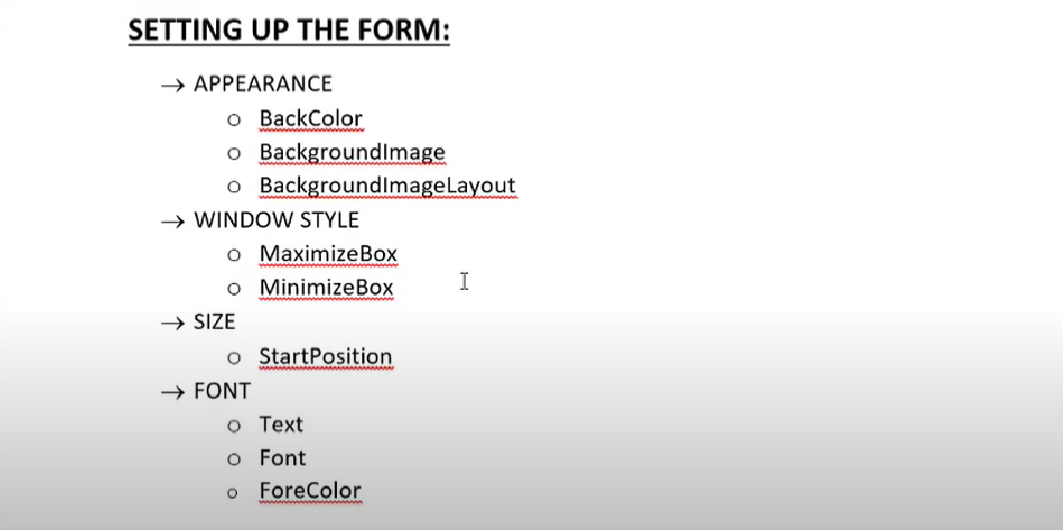 SETTING UP THE FORM:
→ APPEARANCE
o BackColor
o BackgroundImage
o BackgroundImageLayout
→ WINDOW STYLE
o MaximizeBox
o MinimizeBox
→ SIZE
o StartPosition
→ FONT
o Text
o Font
o ForeColor